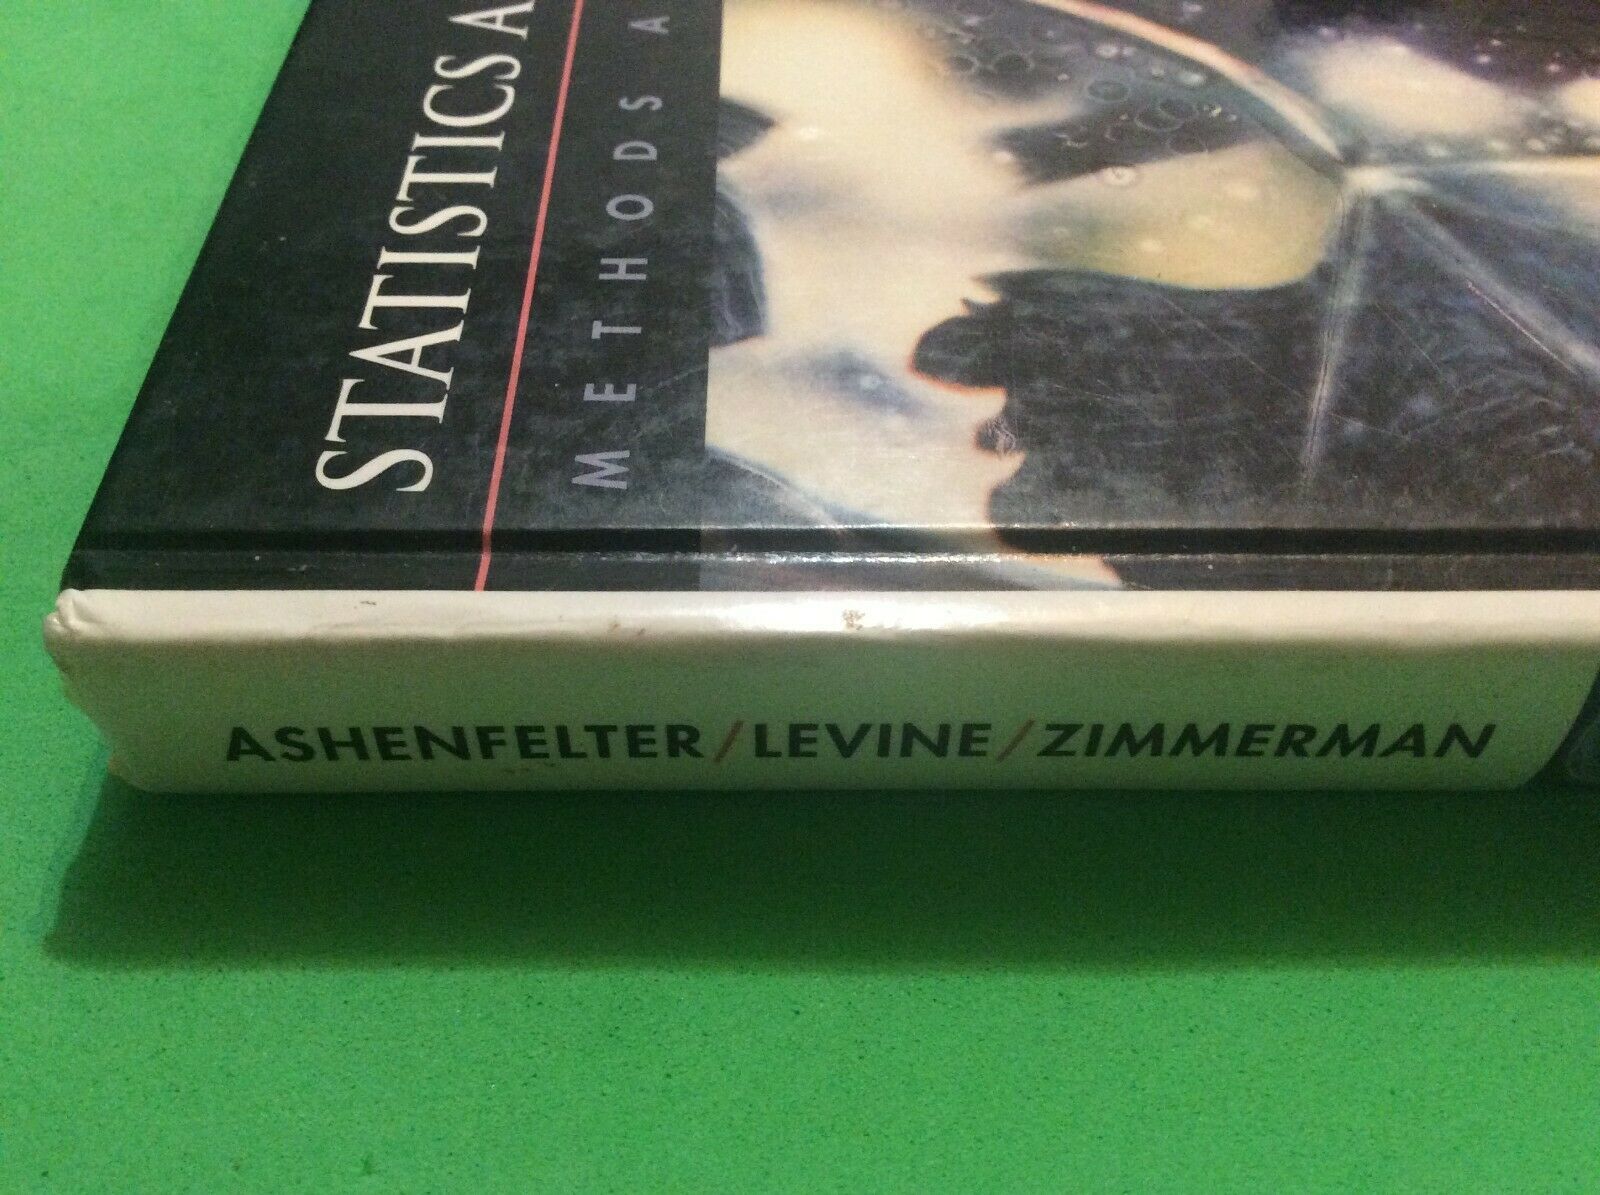 STATISTICS A
METHODS A
ASHENFELTER/LEVINE/ZIMMERMAN